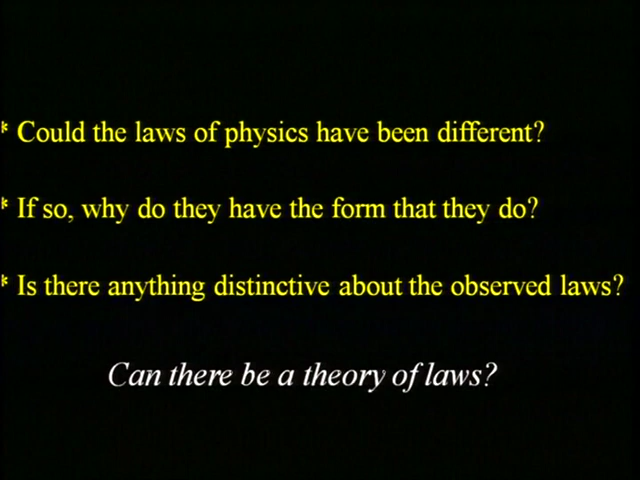 * Could the laws of physics have been different?
* If so, why do they have the form that they do?
* Is there anything distinctive about the observed laws?
Can there be a theory of laws?